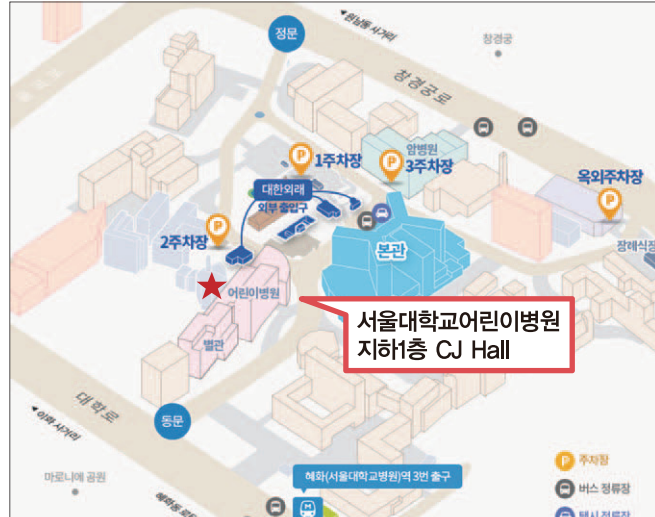 원남동 사거리
정문
창경궁
창경궁로
암병원
1주차장
3주차장
대한외래
외부 출입구
옥외주차장
2주차장
본관
장례식장
어린이병원
서울대학교어린이병원
지하1층 CJ Hall
별관
대학로
동문
이화 사거리
마로니에 공원
혜화(서울대학교병원)역 3번 출구
P 주차장
버스 정류장
택시 정류장